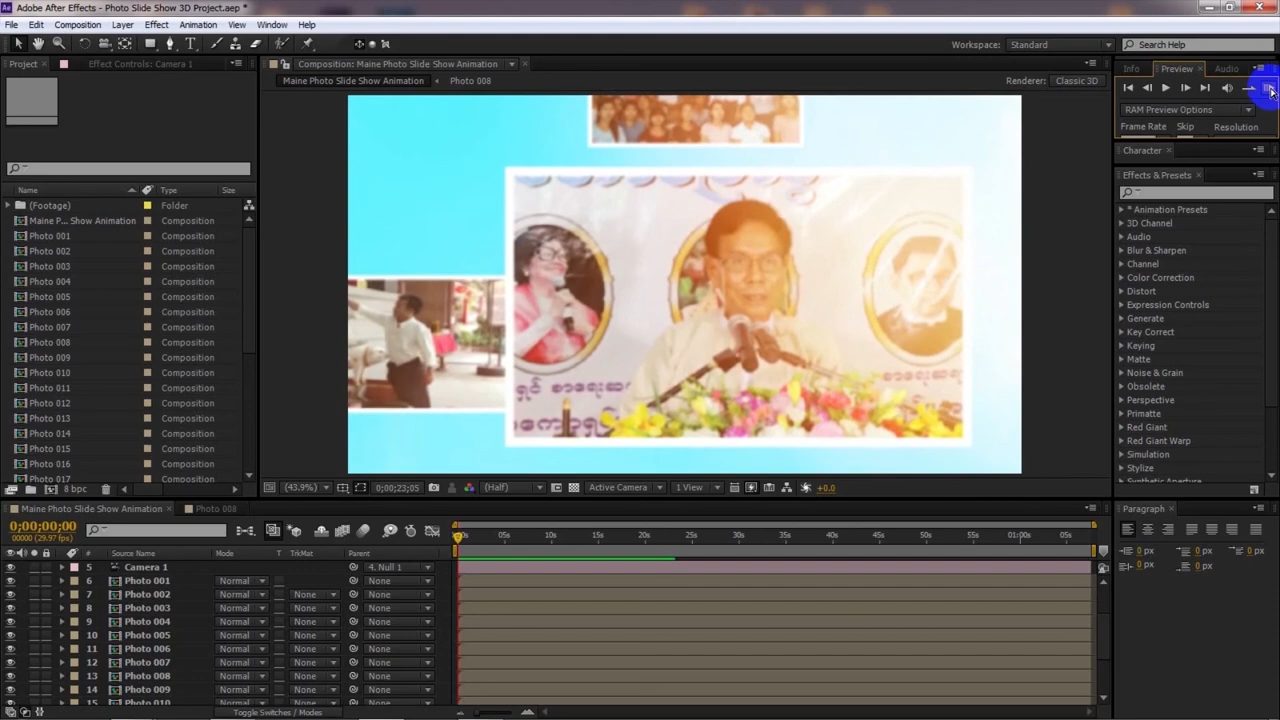 Adobe After Effects - Photo Slide Show 3D Project.aep *
File Edit Composition Layer Effect Animation View Window Help
Workspace: Standard Search Help
Project Effect Controls: Camera 1
Composition: Maine Photo Slide Show Animation
Maine Photo Slide Show Animation Photo 008
Renderer: Classic 3D
Info Preview Audio
RAM Preview Options
Frame Rate Skip Resolution
Character
Effects & Presets
* Animation Presets
3D Channel
Audio
Blur & Sharpen
Channel
Color Correction
Distort
Expression Controls
Generate
Key Correct
Keying
Matte
Noise & Grain
Obsolete
Perspective
Primatte
Red Giant
Red Giant Warp
Simulation
Stylize
Name Type Size
(Footage) Folder
Maine P... Show Animation Composition
Photo 001 Composition
Photo 002 Composition
Photo 003 Composition
Photo 004 Composition
Photo 005 Composition
Photo 006 Composition
Photo 007 Composition
Photo 008 Composition
Photo 009 Composition
Photo 010 Composition
Photo 011 Composition
Photo 012 Composition
Photo 013 Composition
Photo 014 Composition
Photo 015 Composition
Photo 016 Composition
Photo 017 Composition
8 bpc
(43.9%) 0;00;23;05 (Half) Active Camera 1 View +0.0
Maine Photo Slide Show Animation Photo 008
0;00;00;00
00000 (29.97 fps)
05s 10s 15s 20s 25s 30s 35s 40s 45s 50s 55s 01:00s 05s
# Source Name Mode T TrkMat Parent
5 Camera 1 4. Null 1
6 Photo 001 Normal None
7 Photo 002 Normal None None
8 Photo 003 Normal None None
9 Photo 004 Normal None None
10 Photo 005 Normal None None
11 Photo 006 Normal None None
12 Photo 007 Normal None None
13 Photo 008 Normal None None
14 Photo 009 Normal None None
15 Photo 010 Normal None None
Toggle Switches / Modes
Paragraph
0 px 0 px 0 px
0 px 0 px